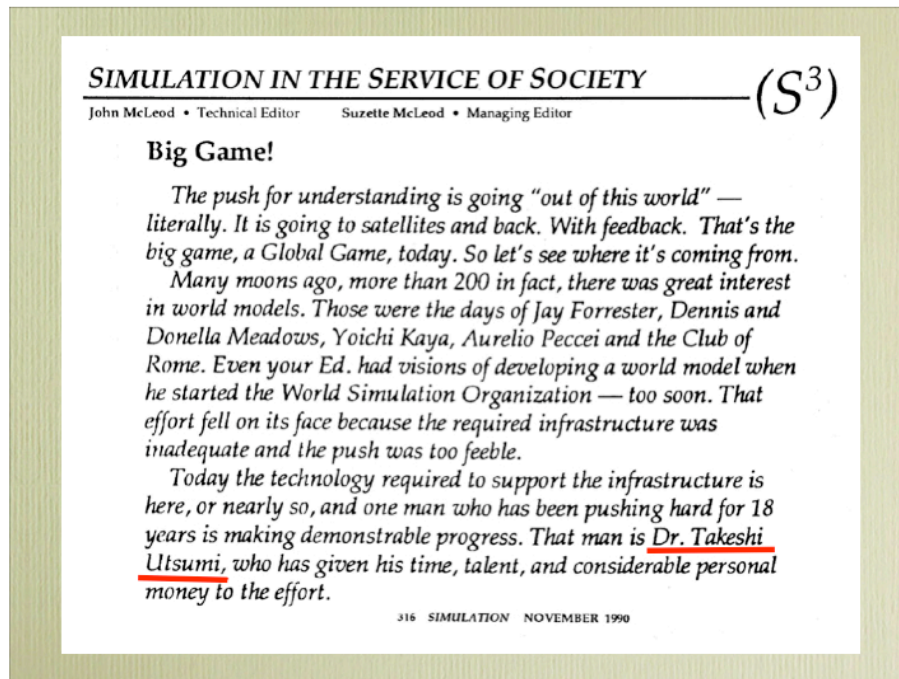 SIMULATION IN THE SERVICE OF SOCIETY
(S³)
John McLeod • Technical Editor Suzette McLeod • Managing Editor
Big Game!
The push for understanding is going "out of this world" —
literally. It is going to satellites and back. With feedback. That's the
big game, a Global Game, today. So let's see where it's coming from.
Many moons ago, more than 200 in fact, there was great interest
in world models. Those were the days of Jay Forrester, Dennis and
Donella Meadows, Yoichi Kaya, Aurelio Peccei and the Club of
Rome. Even your Ed. had visions of developing a world model when
he started the World Simulation Organization — too soon. That
effort fell on its face because the required infrastructure was
inadequate and the push was too feeble.
Today the technology required to support the infrastructure is
here, or nearly so, and one man who has been pushing hard for 18
years is making demonstrable progress. That man is Dr. Takeshi
Utsumi, who has given his time, talent, and considerable personal
money to the effort.
316 SIMULATION NOVEMBER 1990